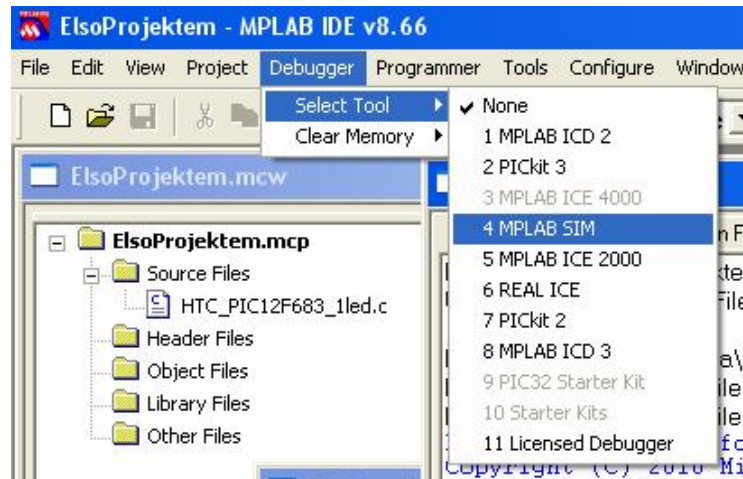 ElsoProjektem - MPLAB IDE v8.66
File Edit View Project Debugger Programmer Tools Configure Window
Select Tool
Clear Memory
None
1 MPLAB ICD 2
2 PICkit 3
3 MPLAB ICE 4000
4 MPLAB SIM
5 MPLAB ICE 2000
6 REAL ICE
7 PICkit 2
8 MPLAB ICD 3
9 PIC32 Starter Kit
10 Starter Kits
11 Licensed Debugger
ElsoProjektem.mcw
ElsoProjektem.mcp
Source Files
HTC_PIC12F683_1led.c
Header Files
Object Files
Library Files
Other Files
Copyright (C) 2010 Mi